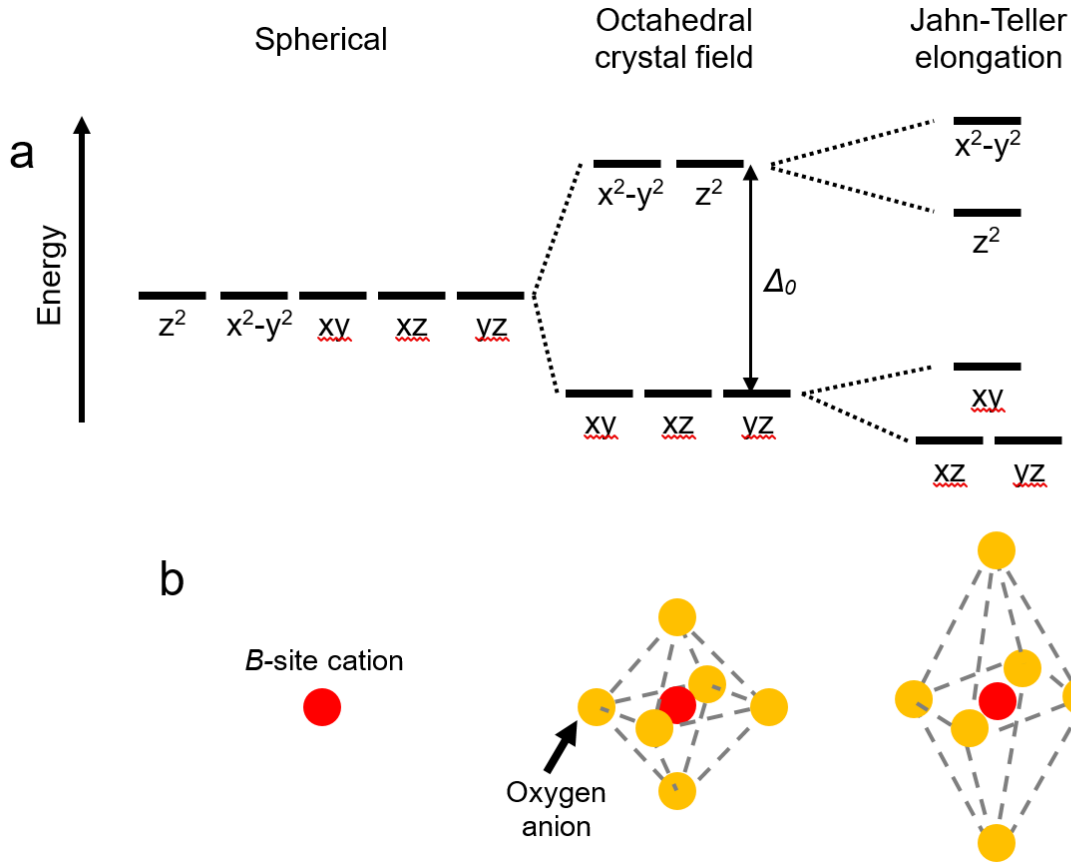 Spherical
Octahedral
crystal field
Jahn-Teller
elongation
a
Energy
z²
x²-y²
xy
xz
yz
x²-y²
z²
Δ₀
xy
xz
yz
x²-y²
z²
xy
xz
yz
b
B-site cation
Oxygen
anion